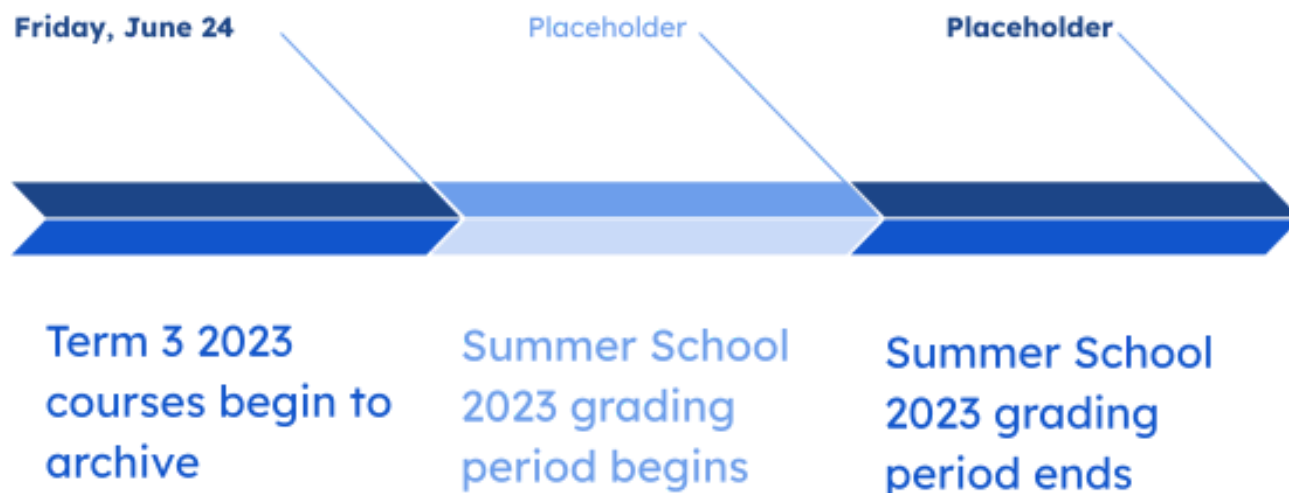 Friday, June 24
Placeholder
Placeholder
Term 3 2023
courses begin to
archive
Summer School
2023 grading
period begins
Summer School
2023 grading
period ends